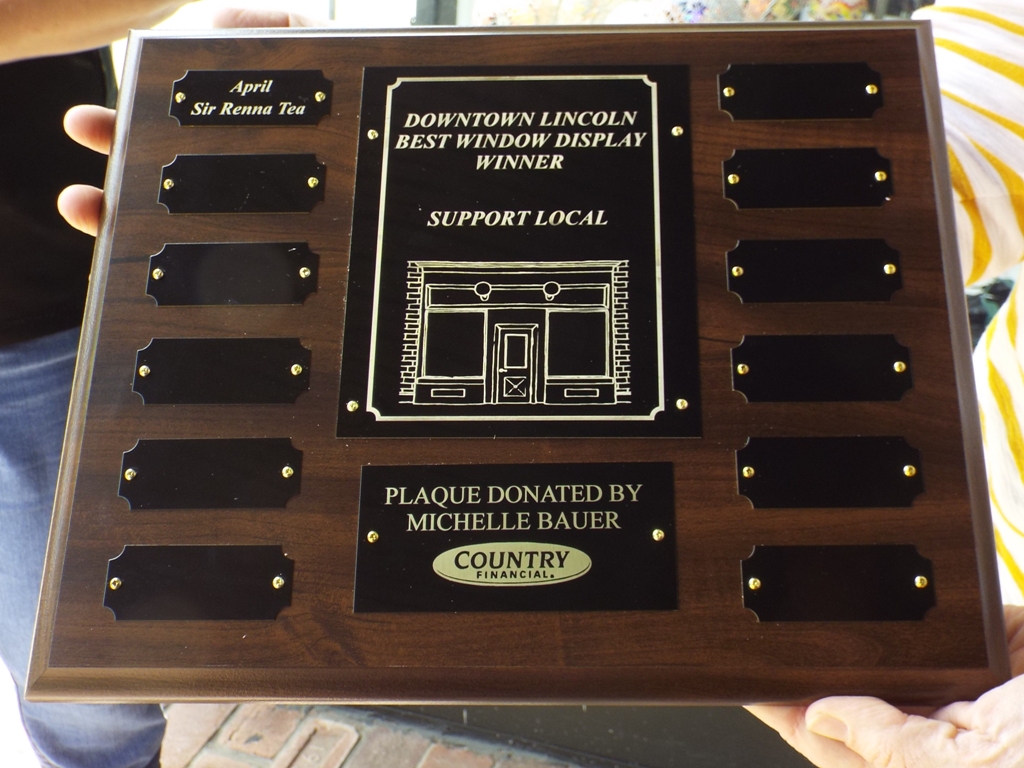 April
Sir Renna Tea
DOWNTOWN LINCOLN
BEST WINDOW DISPLAY
WINNER
SUPPORT LOCAL
PLAQUE DONATED BY
MICHELLE BAUER
COUNTRY
FINANCIAL®